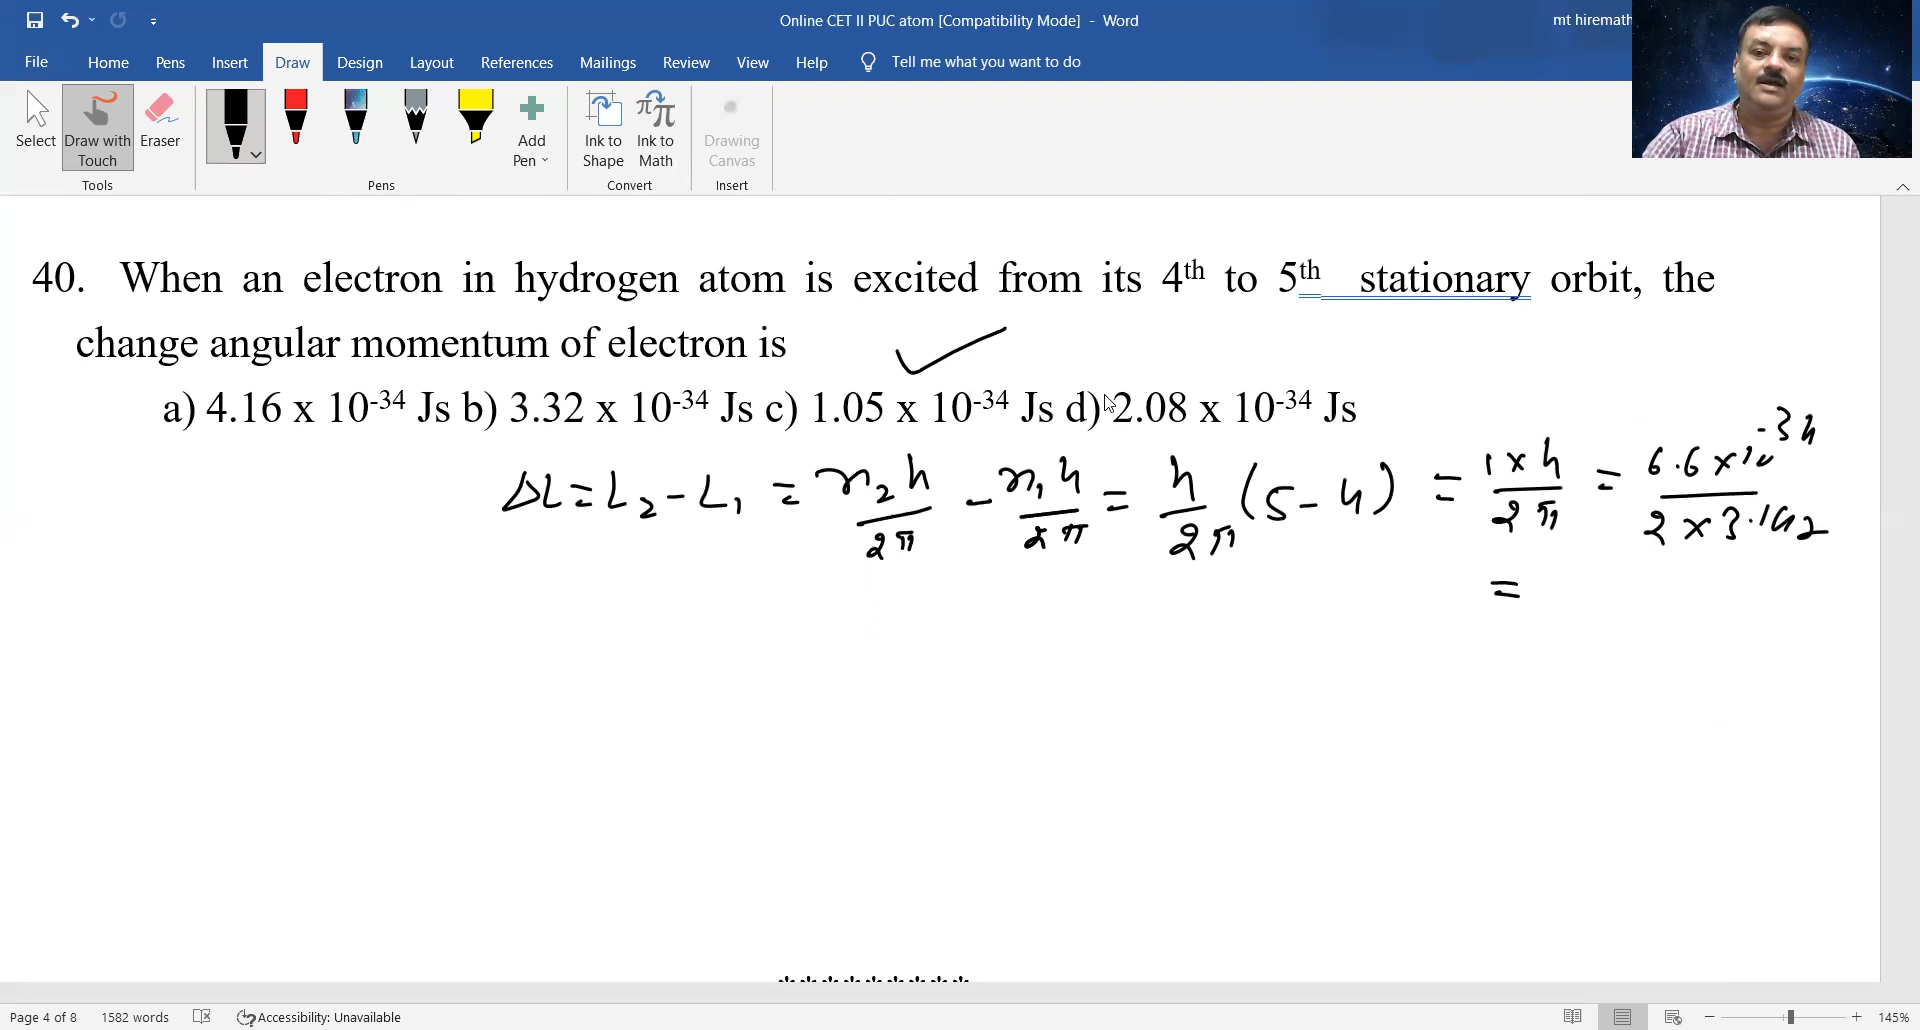 Online CET II PUC atom [Compatibility Mode] - Word
mt hiremath
File Home Pens Insert Draw Design Layout References Mailings Review View Help Tell me what you want to do
Select
Draw with Touch
Eraser
Add Pen
Ink to Shape
Ink to Math
Drawing Canvas
Tools Pens Convert Insert
40. When an electron in hydrogen atom is excited from its 4th to 5th stationary orbit, the
change angular momentum of electron is
a) 4.16 x 10-34 Js b) 3.32 x 10-34 Js c) 1.05 x 10-34 Js d) 2.08 x 10-34 Js
ΔL = L2 - L1 = n2h/2π - n1h/2π = h/2π (5 - 4) = 1 x h/2π = 6.6 x 10-34/2 x 3.142
=
**********
Page 4 of 8 1582 words Accessibility: Unavailable 145%